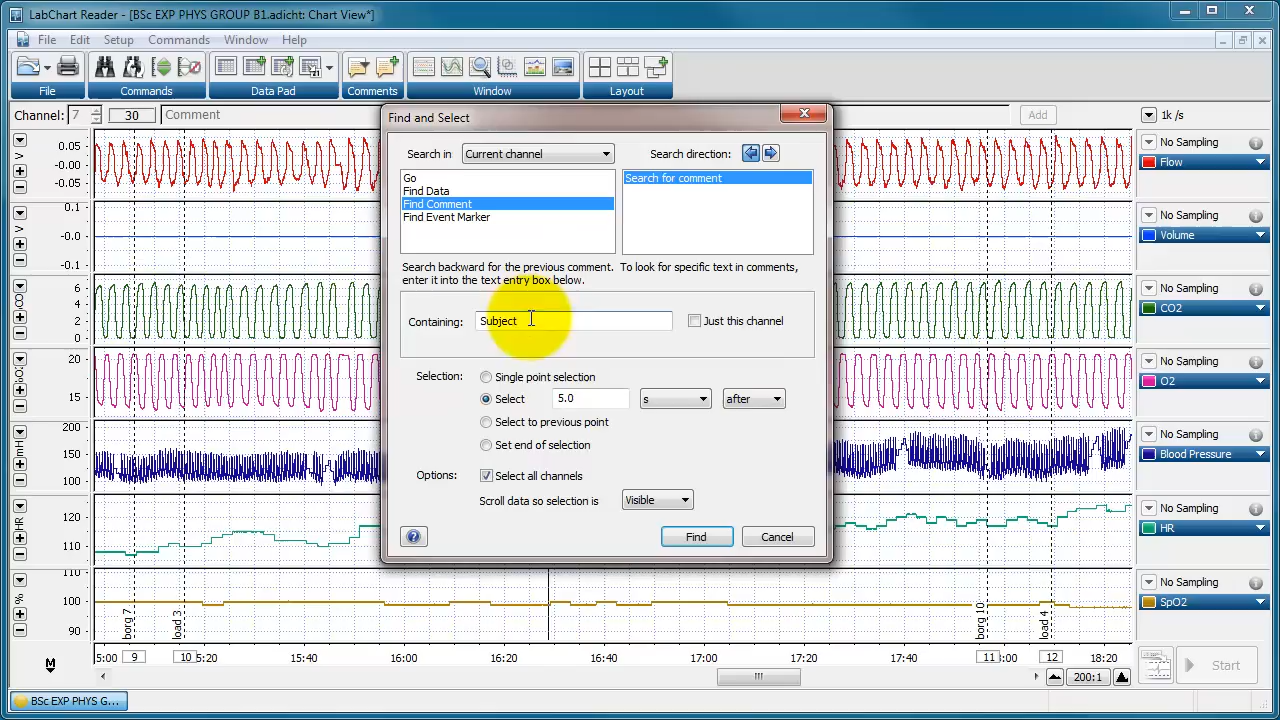 LabChart Reader - [BSc EXP PHYS GROUP B1.adicht: Chart View*]
File Edit Setup Commands Window Help
File Commands Data Pad Comments Window Layout
Channel: 7 30 Comment Add 1k /s
Find and Select
Search in: Current channel Search direction:
Go
Find Data
Find Comment
Find Event Marker
Search for comment
Search backward for the previous comment. To look for specific text in comments,
enter it into the text entry box below.
Containing: Subject Just this channel
Selection: Single point selection
Select 5.0 s after
Select to previous point
Set end of selection
Options: Select all channels
Scroll data so selection is Visible
Find Cancel
0.05
-0.00
-0.05
No Sampling
Flow
0.1
-0.0
-0.1
No Sampling
Volume
6
4
2
0
No Sampling
CO2
20
15
No Sampling
O2
200
150
100
No Sampling
Blood Pressure
HR
120
110
No Sampling
HR
%
110
100
90
No Sampling
SpO2
borg 7
load 3
borg 10
load 4
5:00 9 10 5:20 15:40 16:00 16:20 16:40 17:00 17:20 17:40 11 :00 12 18:20
M
200:1
Start
BSc EXP PHYS G...